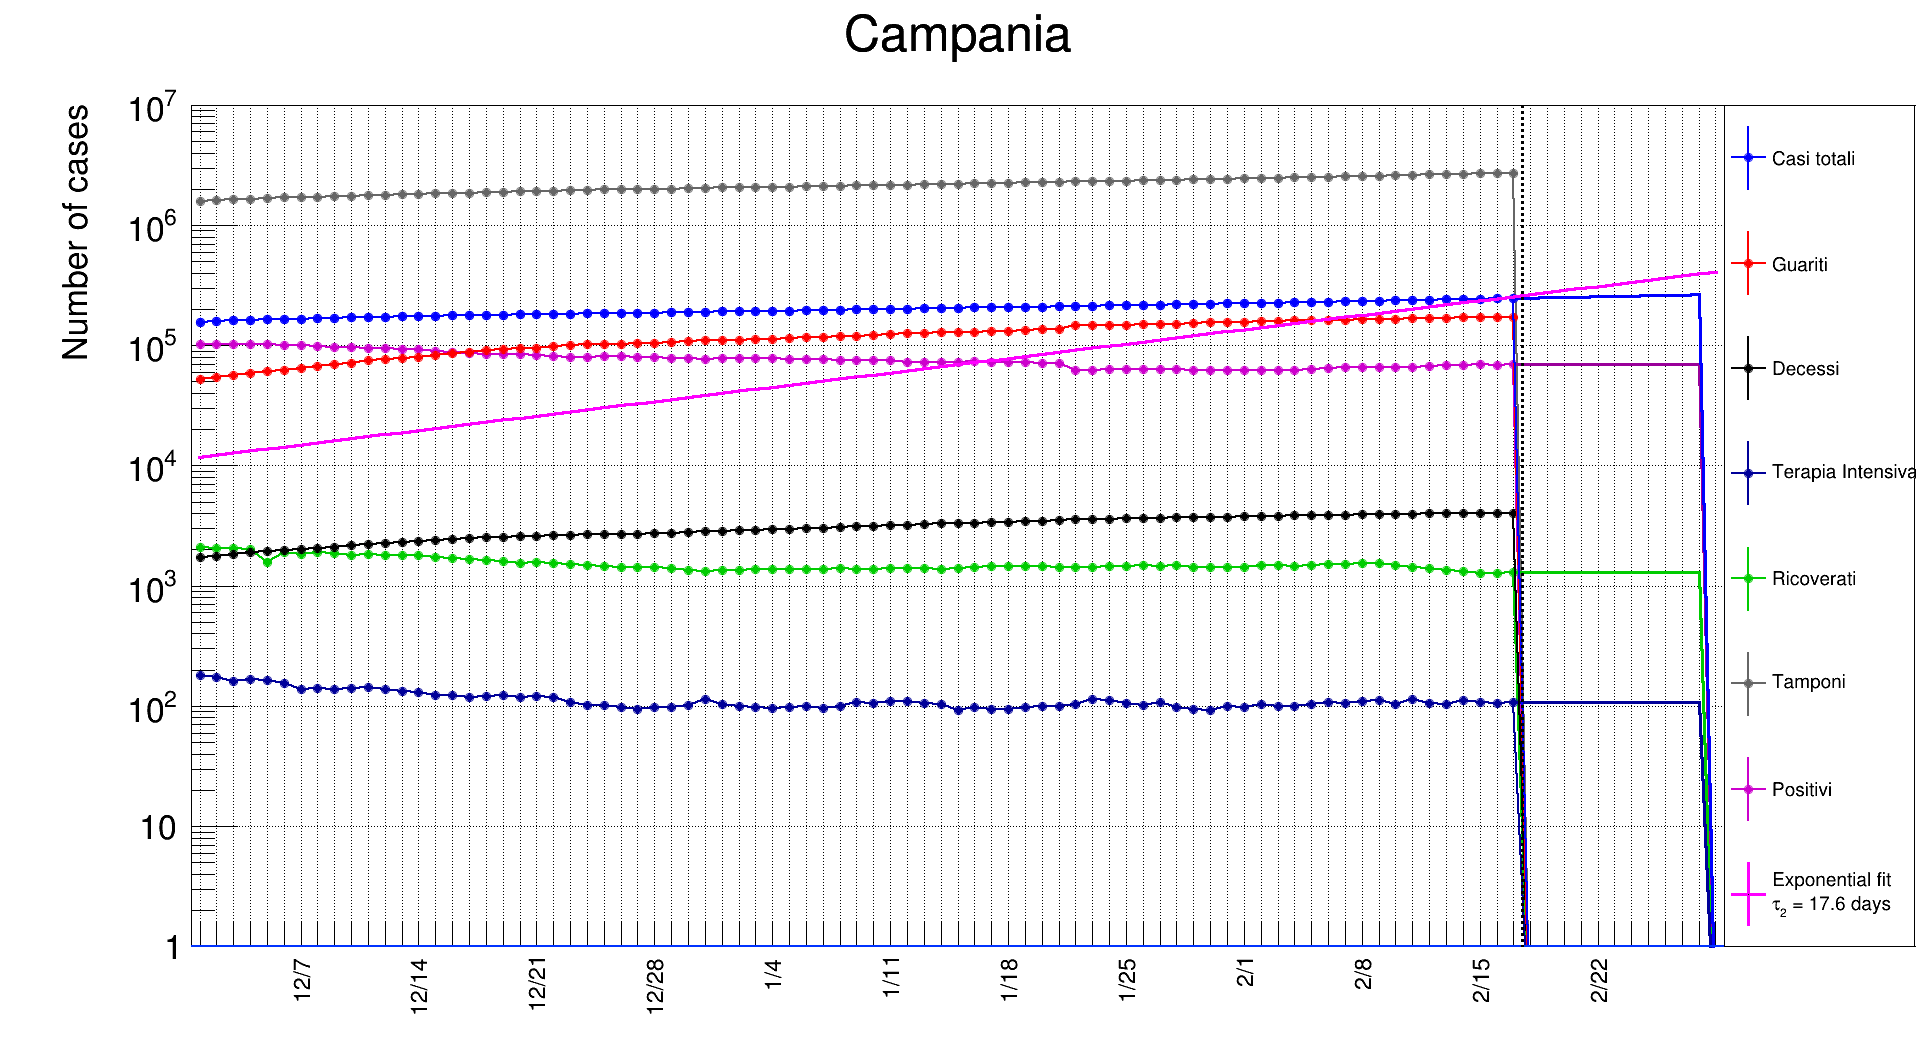 Campania
Number of cases
10^7
10^6
10^5
10^4
10^3
10^2
10
1
12/7
12/14
12/21
12/28
1/4
1/11
1/18
1/25
2/1
2/8
2/15
2/22
Casi totali
Guariti
Decessi
Terapia Intensiva
Ricoverati
Tamponi
Positivi
Exponential fit
τ₂ = 17.6 days